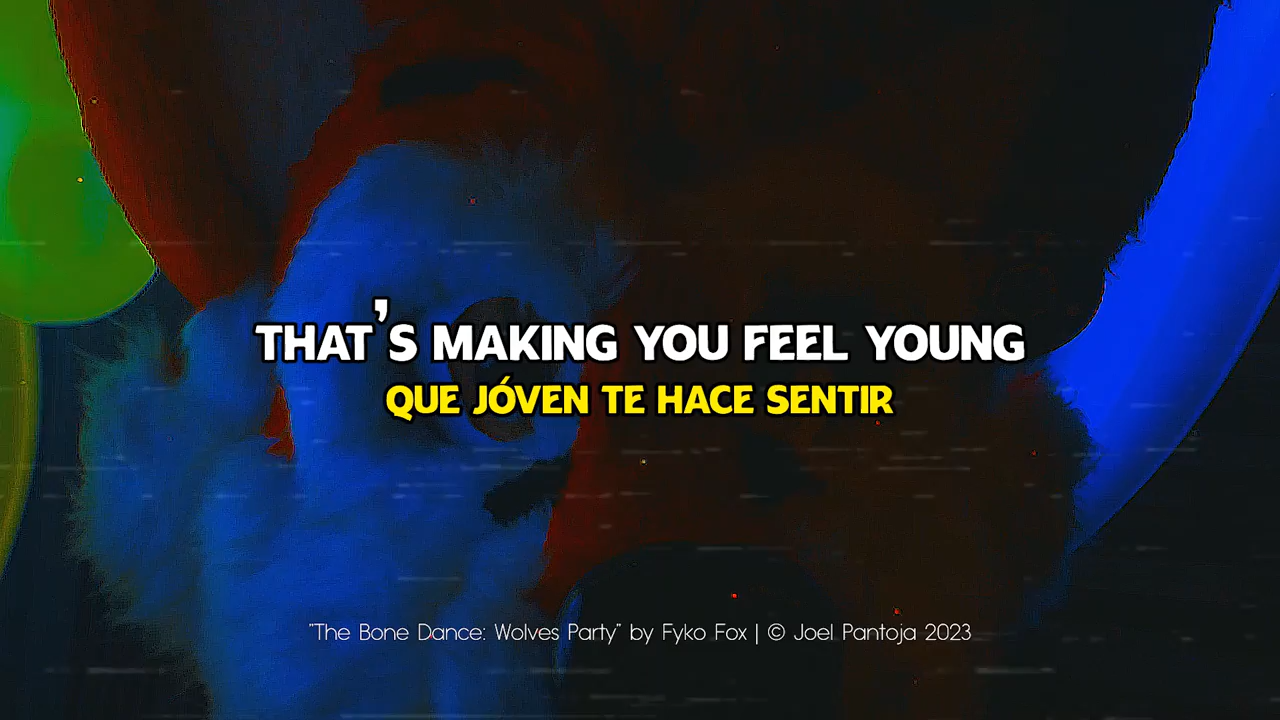 THAT'S MAKING YOU FEEL YOUNG
QUE JÓVEN TE HACE SENTIR
"The Bone Dance: Wolves Party" by Fyko Fox | © Joel Pantoja 2023